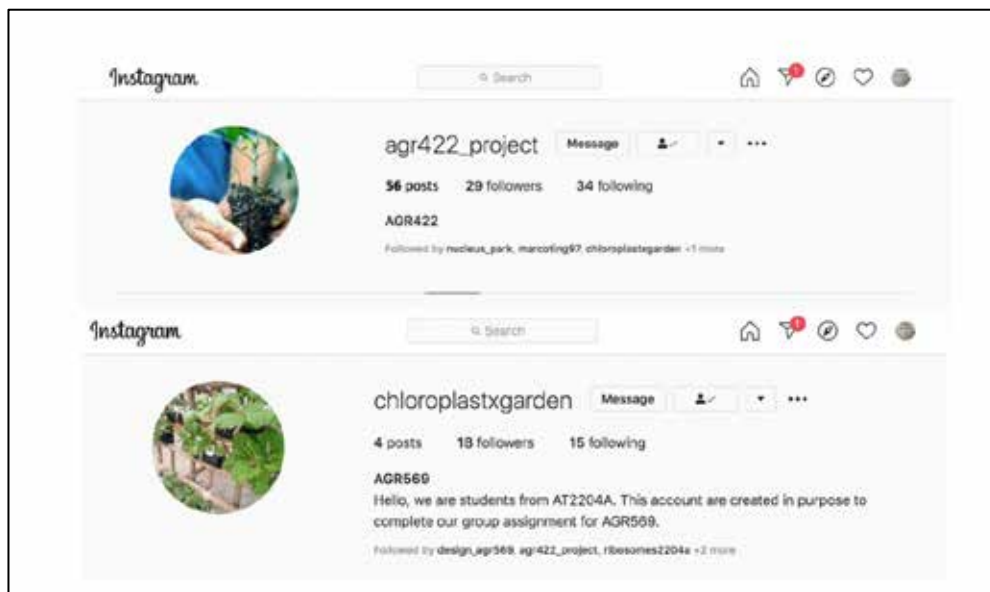 Instagram
Search
1
agr422_project Message
56 posts 29 followers 34 following
AGR422
Followed by nucleus_park, marcoting97, chloroplastxgarden +1 more
Instagram
Search
1
chloroplastxgarden Message
4 posts 18 followers 15 following
AGR569
Hello, we are students from AT2204A. This account are created in purpose to
complete our group assignment for AGR569.
Followed by design_agr569, agr422_project, ribosomes2204a +2 more